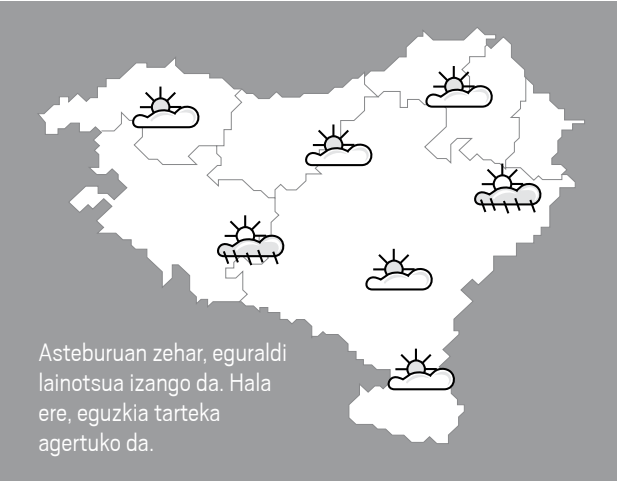 Asteburuan zehar, eguraldi
lainotsua izango da. Hala
ere, eguzkia tarteka
agertuko da.